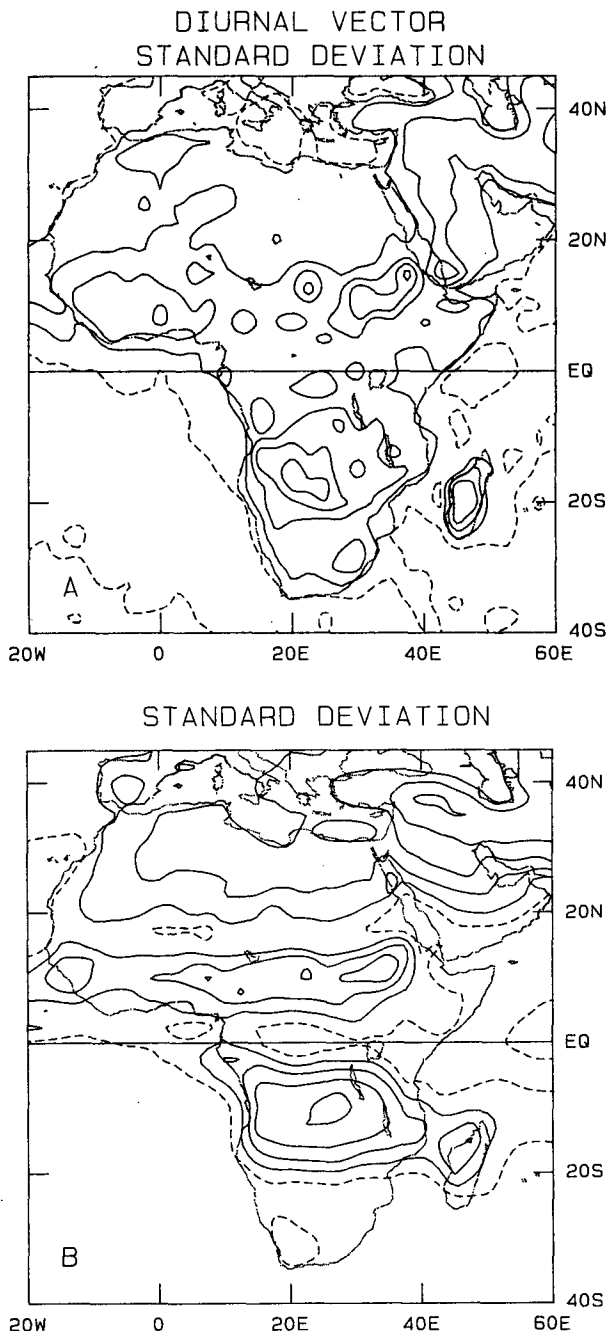 DIURNAL VECTOR
STANDARD DEVIATION
40N
20N
EQ
20S
A
40S
20W 0 20E 40E 60E
STANDARD DEVIATION
40N
20N
EQ
20S
B
40S
20W 0 20E 40E 60E